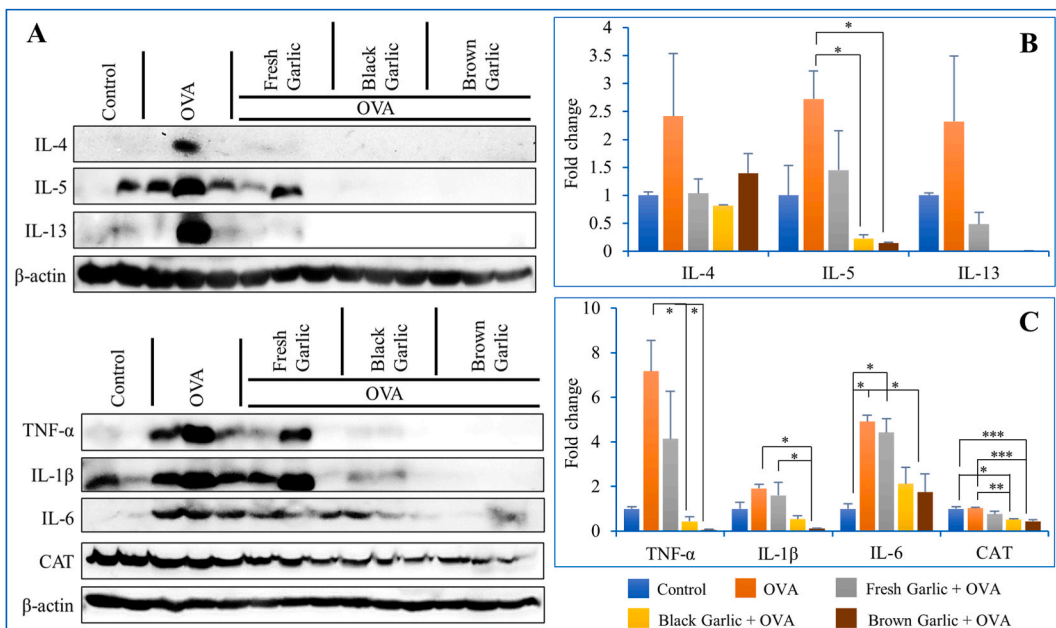 A
Control
OVA
Fresh
Garlic
Black
Garlic
Brown
Garlic
OVA
IL-4
IL-5
IL-13
β-actin
Control
OVA
Fresh
Garlic
Black
Garlic
Brown
Garlic
OVA
TNF-α
IL-1β
IL-6
CAT
β-actin
B
Fold change
4
3.5
3
2.5
2
1.5
1
0.5
0
*
*
IL-4 IL-5 IL-13
C
Fold change
10
8
6
4
2
0
* *
*
*
*
* *
***
***
*
**
TNF-α IL-1β IL-6 CAT
Control OVA Fresh Garlic + OVA
Black Garlic + OVA Brown Garlic + OVA